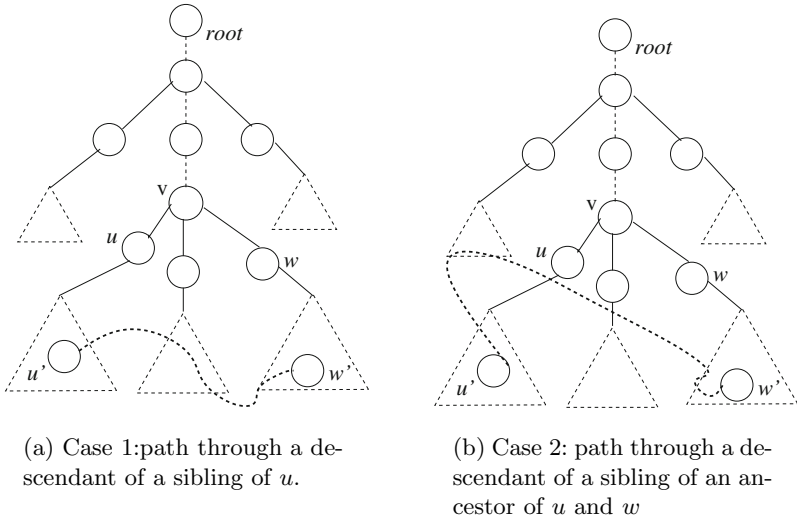 root
v
u
w
u'
w'
(a) Case 1:path through a de-
scendant of a sibling of u.
root
v
u
w
u'
w'
(b) Case 2: path through a de-
scendant of a sibling of an an-
cestor of u and w